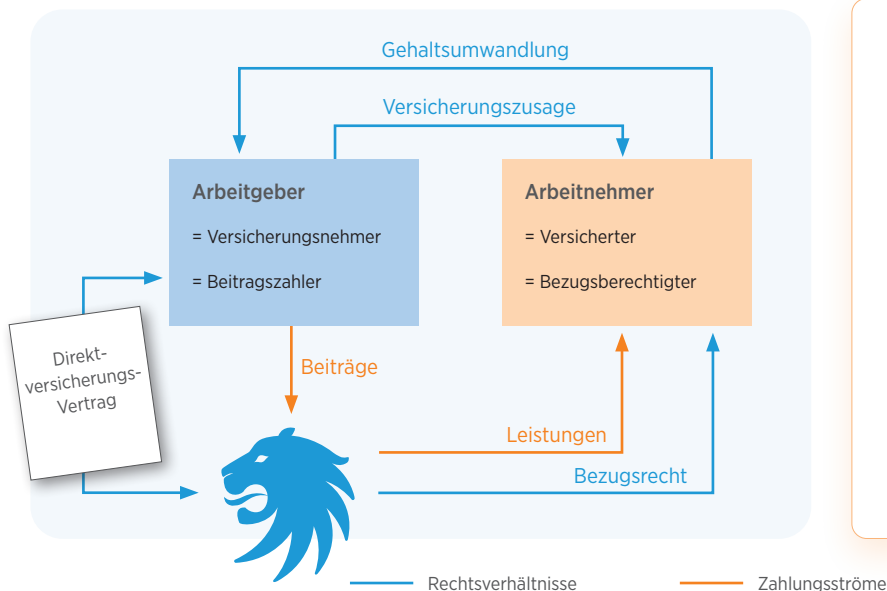 Gehaltsumwandlung
Versicherungszusage
Arbeitgeber
= Versicherungsnehmer
= Beitragszahler
Arbeitnehmer
= Versicherter
= Bezugsberechtigter
Direkt-
versicherungs-
Vertrag
Beiträge
Leistungen
Bezugsrecht
Rechtsverhältnisse
Zahlungsströme